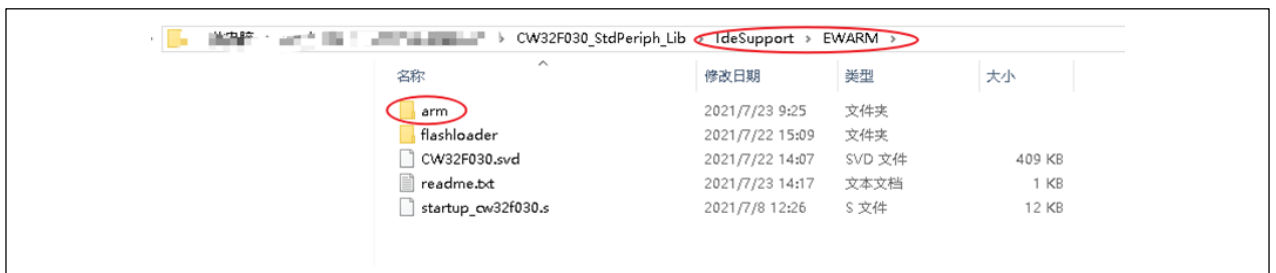 > CW32F030_StdPeriph_Lib > IdeSupport > EWARM >
名称 修改日期 类型 大小
arm 2021/7/23 9:25 文件夹
flashloader 2021/7/22 15:09 文件夹
CW32F030.svd 2021/7/22 14:07 SVD 文件 409 KB
readme.txt 2021/7/23 14:17 文本文档 1 KB
startup_cw32f030.s 2021/7/8 12:26 S 文件 12 KB